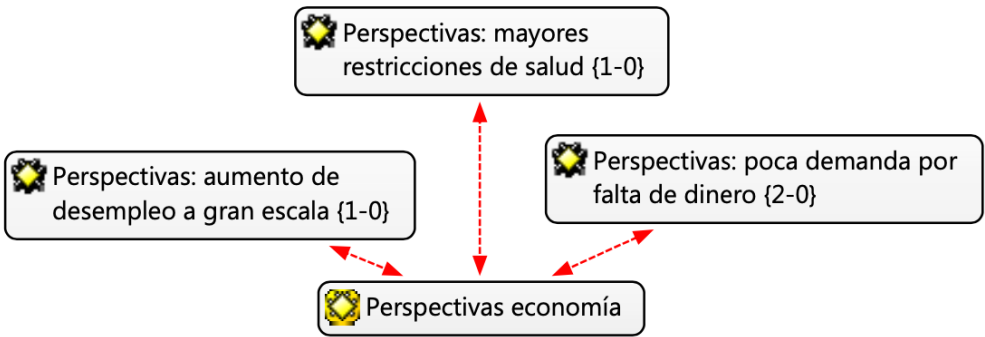 Perspectivas: mayores
restricciones de salud {1-0}
Perspectivas: aumento de
desempleo a gran escala {1-0}
Perspectivas: poca demanda por
falta de dinero {2-0}
Perspectivas economía